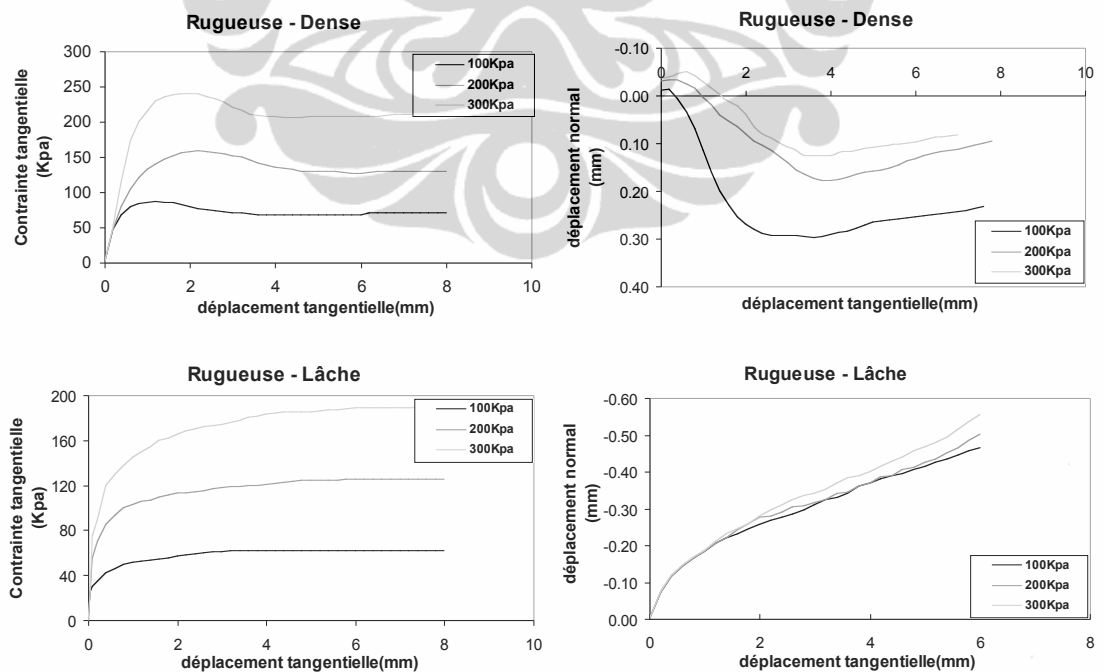 Rugueuse - Dense
300
250
200
150
100
50
0
0 2 4 6 8 10
Contrainte tangentielle
(Kpa)
déplacement tangentielle(mm)
100Kpa
200Kpa
300Kpa
Rugueuse - Dense
-0.10
0.00
0.10
0.20
0.30
0.40
0 2 4 6 8 10
déplacement normal
(mm)
100Kpa
200Kpa
300Kpa
déplacement tangentielle(mm)
Rugueuse - Lâche
200
160
120
80
40
0
0 2 4 6 8 10
Contrainte tangentielle
(Kpa)
déplacement tangentielle(mm)
100Kpa
200Kpa
300Kpa
Rugueuse - Lâche
-0.60
-0.50
-0.40
-0.30
-0.20
-0.10
0.00
0 2 4 6 8
déplacement normal
(mm)
100Kpa
200Kpa
300Kpa
déplacement tangentielle(mm)